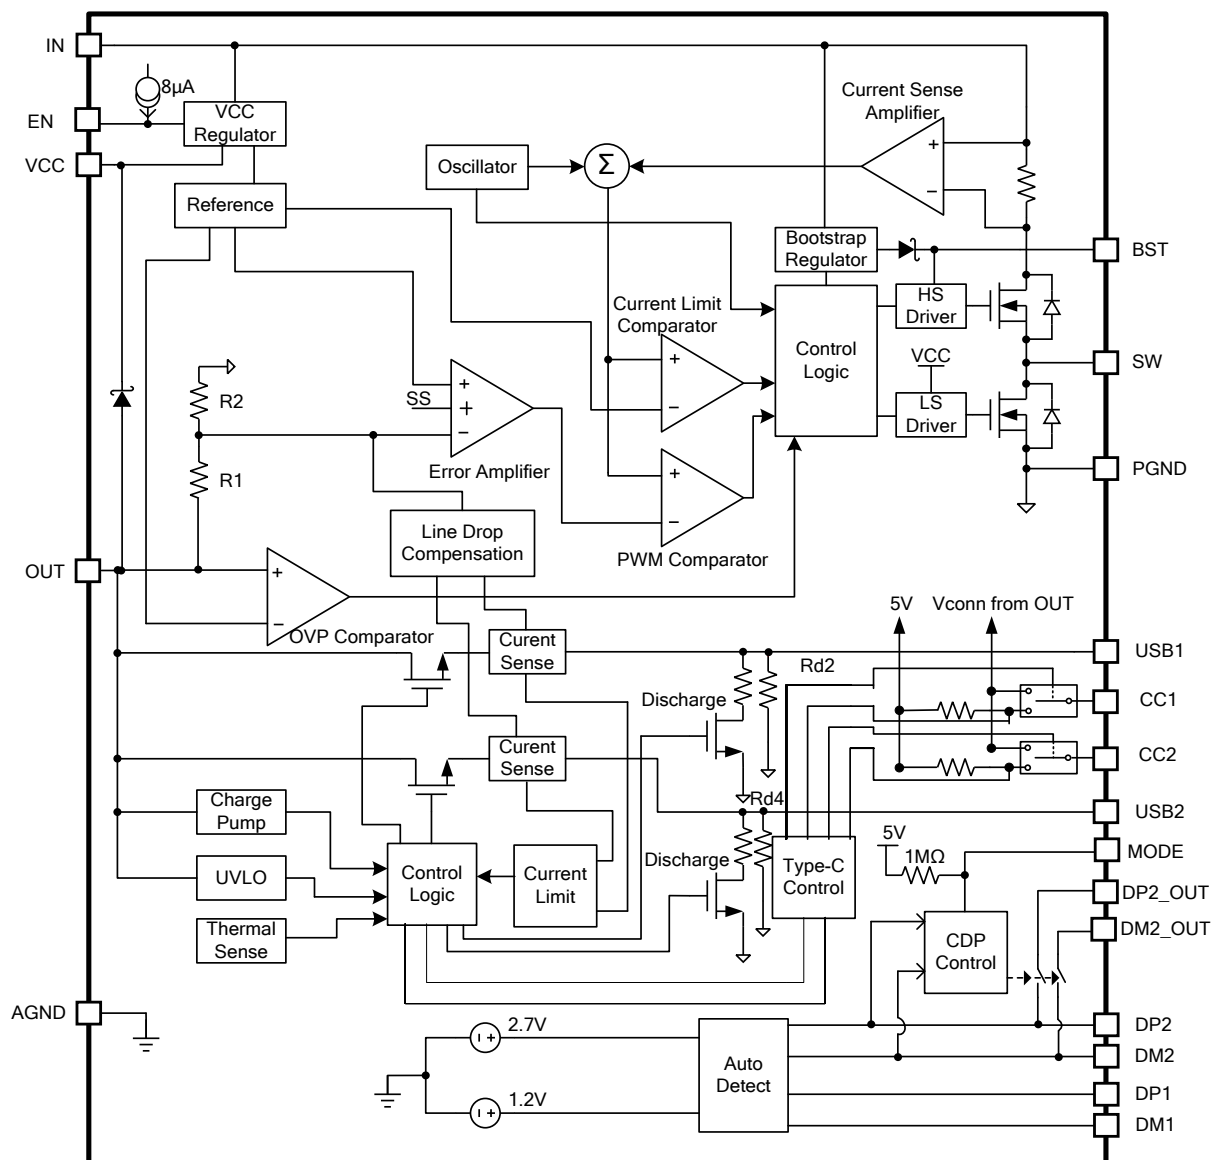 IN
8µA
EN
VCC
Regulator
VCC
Current Sense
Amplifier
+
−
Oscillator
Σ
Reference
Bootstrap
Regulator
BST
HS
Driver
Current Limit
Comparator
+
−
Control
Logic
VCC
LS
Driver
SW
R2
SS
+
+
−
Error Amplifier
R1
PGND
+
−
PWM Comparator
Line Drop
Compensation
OUT
+
−
OVP Comparator
5V
Vconn from OUT
Curent
Sense
USB1
Rd2
Discharge
CC1
Curent
Sense
CC2
Charge
Pump
Rd4
USB2
5V
1MΩ
MODE
UVLO
Control
Logic
Current
Limit
Discharge
Type-C
Control
DP2_OUT
Thermal
Sense
CDP
Control
DM2_OUT
AGND
2.7V
Auto
Detect
DP2
DM2
1.2V
DP1
DM1